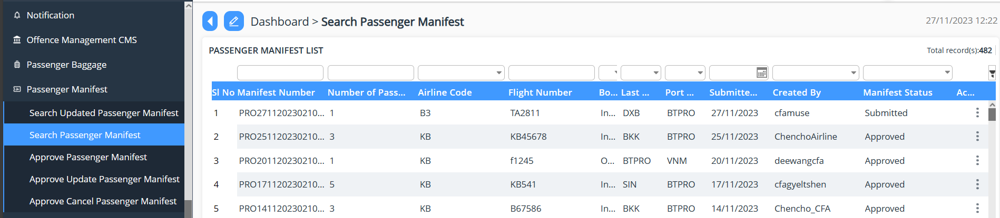 Notification
Offence Management CMS
Passenger Baggage
Passenger Manifest
Search Updated Passenger Manifest
Search Passenger Manifest
Approve Passenger Manifest
Approve Update Passenger Manifest
Approve Cancel Passenger Manifest
Dashboard > Search Passenger Manifest
27/11/2023 12:22
PASSENGER MANIFEST LIST
Total record(s):482
Sl No Manifest Number Number of Pass... Airline Code Flight Number Bo... Last ... Port ... Submitte... Created By Manifest Status Ac...
1 PRO271120230210... 1 B3 TA2811 In... DXB BTPRO 27/11/2023 cfamuse Submitted
2 PRO251120230210... 3 KB KB45678 In... BKK BTPRO 25/11/2023 ChenchoAirline Approved
3 PRO201120230210... 1 KB f1245 O... BTPRO VNM 20/11/2023 deewangcfa Approved
4 PRO171120230210... 5 KB KB541 In... SIN BTPRO 17/11/2023 cfagyeltshen Approved
5 PRO141120230210... 3 KB B67586 In... BKK BTPRO 14/11/2023 Chencho_CFA Approved